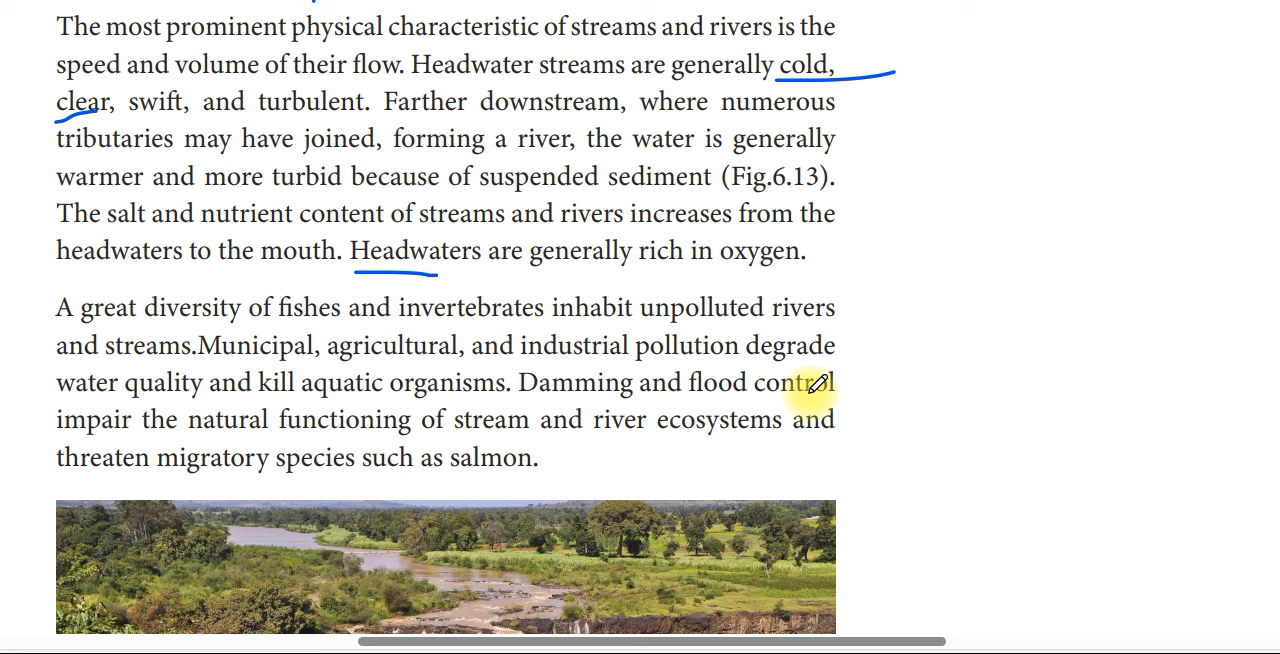 The most prominent physical characteristic of streams and rivers is the
speed and volume of their flow. Headwater streams are generally cold,
clear, swift, and turbulent. Farther downstream, where numerous
tributaries may have joined, forming a river, the water is generally
warmer and more turbid because of suspended sediment (Fig.6.13).
The salt and nutrient content of streams and rivers increases from the
headwaters to the mouth. Headwaters are generally rich in oxygen.
A great diversity of fishes and invertebrates inhabit unpolluted rivers
and streams.Municipal, agricultural, and industrial pollution degrade
water quality and kill aquatic organisms. Damming and flood control
impair the natural functioning of stream and river ecosystems and
threaten migratory species such as salmon.